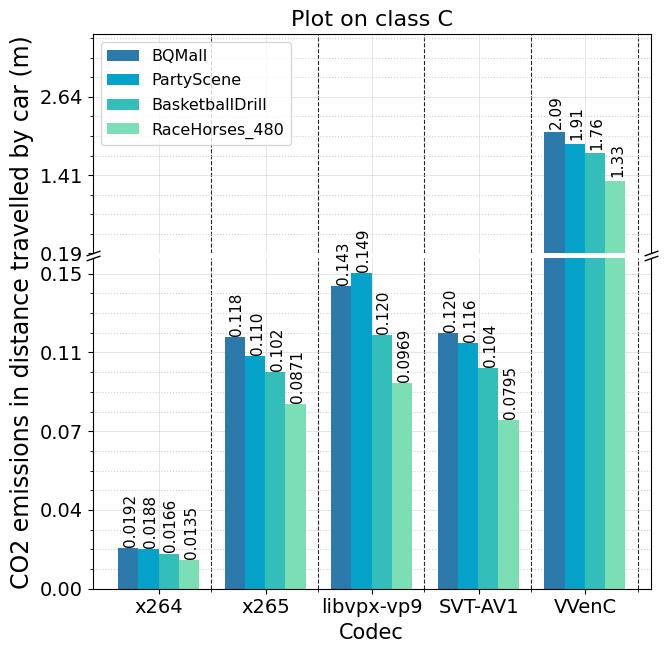 Plot on class C
CO2 emissions in distance travelled by car (m)
BQMall
PartyScene
BasketballDrill
RaceHorses_480
2.64
1.41
0.19
0.15
0.11
0.07
0.04
0.00
0.0192
0.0188
0.0166
0.0135
0.118
0.110
0.102
0.0871
0.143
0.149
0.120
0.0969
0.120
0.116
0.104
0.0795
2.09
1.91
1.76
1.33
x264
x265
libvpx-vp9
SVT-AV1
VVenC
Codec